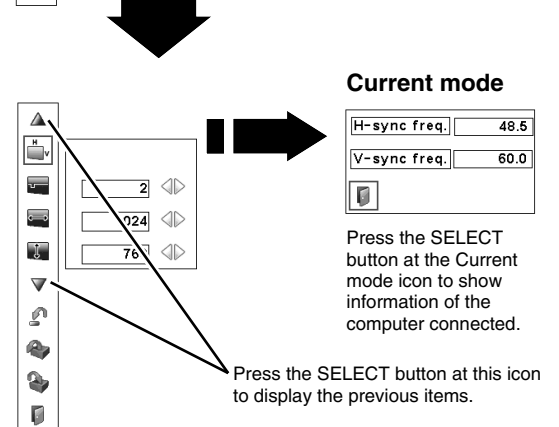 Current mode
H-sync freq. 48.5
V-sync freq. 60.0
H
V
2
024
76
Press the SELECT
button at the Current
mode icon to show
information of the
computer connected.
Press the SELECT button at this icon
to display the previous items.